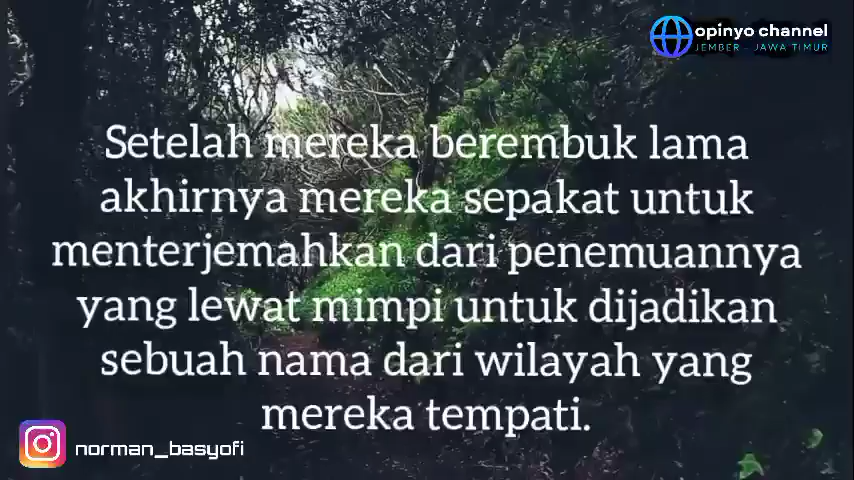 opinyo channel
JEMBER - JAWA TIMUR
Setelah mereka berembuk lama
akhirnya mereka sepakat untuk
menterjemahkan dari penemuannya
yang lewat mimpi untuk dijadikan
sebuah nama dari wilayah yang
mereka tempati.
norman_basyofi